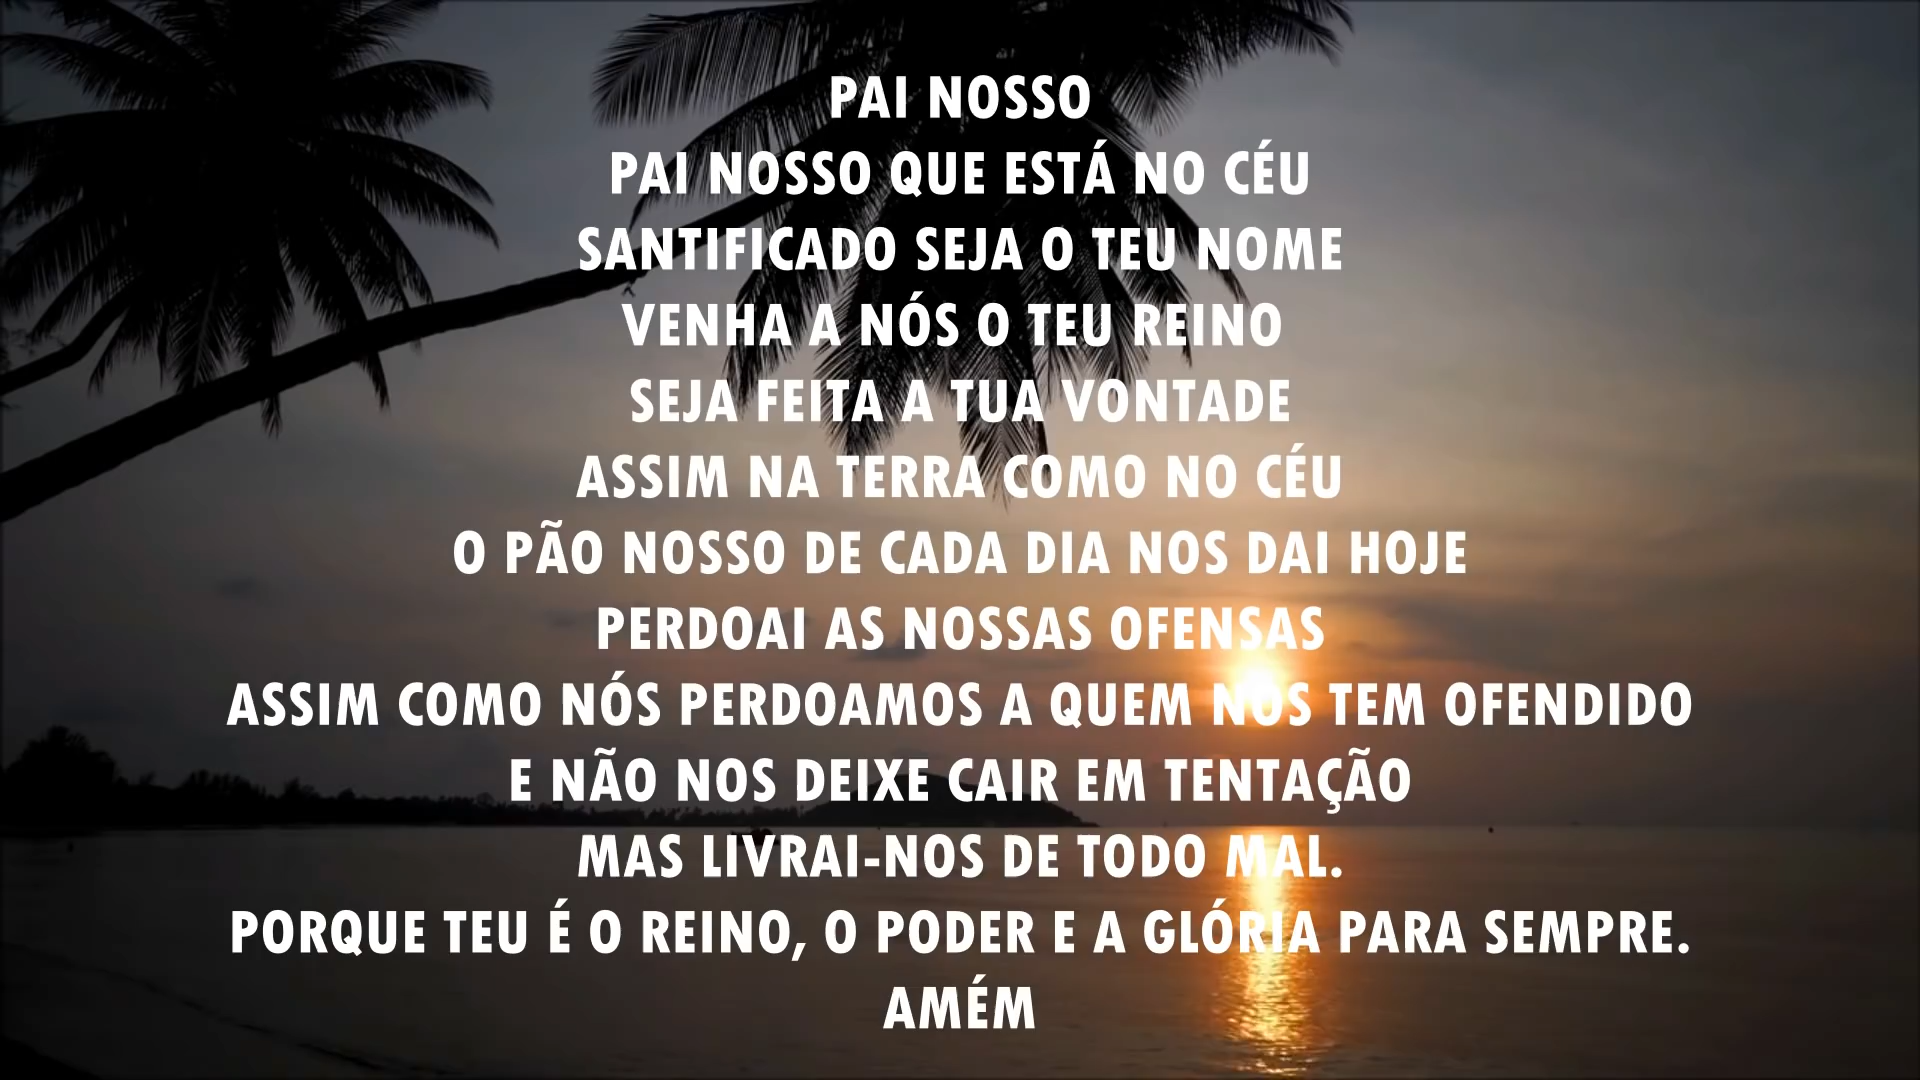 PAI NOSSO
PAI NOSSO QUE ESTÁ NO CÉU
SANTIFICADO SEJA O TEU NOME
VENHA A NÓS O TEU REINO
SEJA FEITA A TUA VONTADE
ASSIM NA TERRA COMO NO CÉU
O PÃO NOSSO DE CADA DIA NOS DAI HOJE
PERDOAI AS NOSSAS OFENSAS
ASSIM COMO NÓS PERDOAMOS A QUEM NOS TEM OFENDIDO
E NÃO NOS DEIXE CAIR EM TENTAÇÃO
MAS LIVRAI-NOS DE TODO MAL.
PORQUE TEU É O REINO, O PODER E A GLÓRIA PARA SEMPRE.
AMÉM